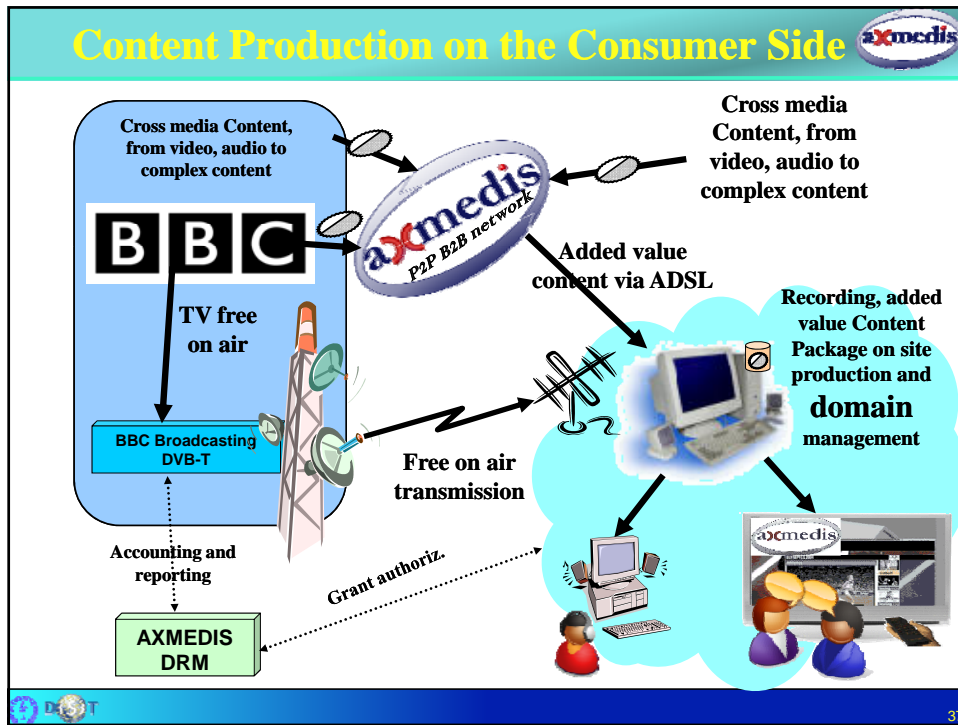 Content Production on the Consumer Side
axmedis
Cross media Content,
from video, audio to
complex content
Cross media
Content, from
video, audio to
complex content
BBC
axmedis
P2P B2B network
Added value
content via ADSL
TV free
on air
Recording, added
value Content
Package on site
production and
domain
management
BBC Broadcasting
DVB-T
Free on air
transmission
axmedis
Accounting and
reporting
Grant authoriz.
AXMEDIS
DRM
DISIT
37